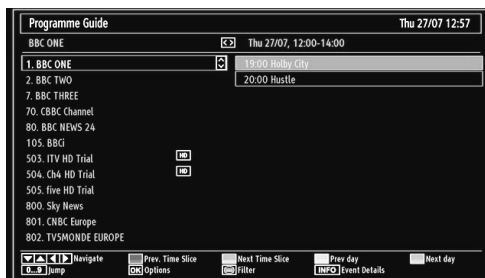 Programme Guide Thu 27/07 12:57
BBC ONE Thu 27/07, 12:00-14:00
1. BBC ONE 19:00 Holby City
2. BBC TWO 20:00 Hustle
7. BBC THREE
70. CBBC Channel
80. BBC NEWS 24
105. BBCi
503. ITV HD Trial HD
504. Ch4 HD Trial HD
505. five HD Trial
800. Sky News
801. CNBC Europe
802. TV5MONDE EUROPE
Navigate Prev. Time Slice Next Time Slice Prev day Next day
0...9 Jump OK Options Filter INFO Event Details